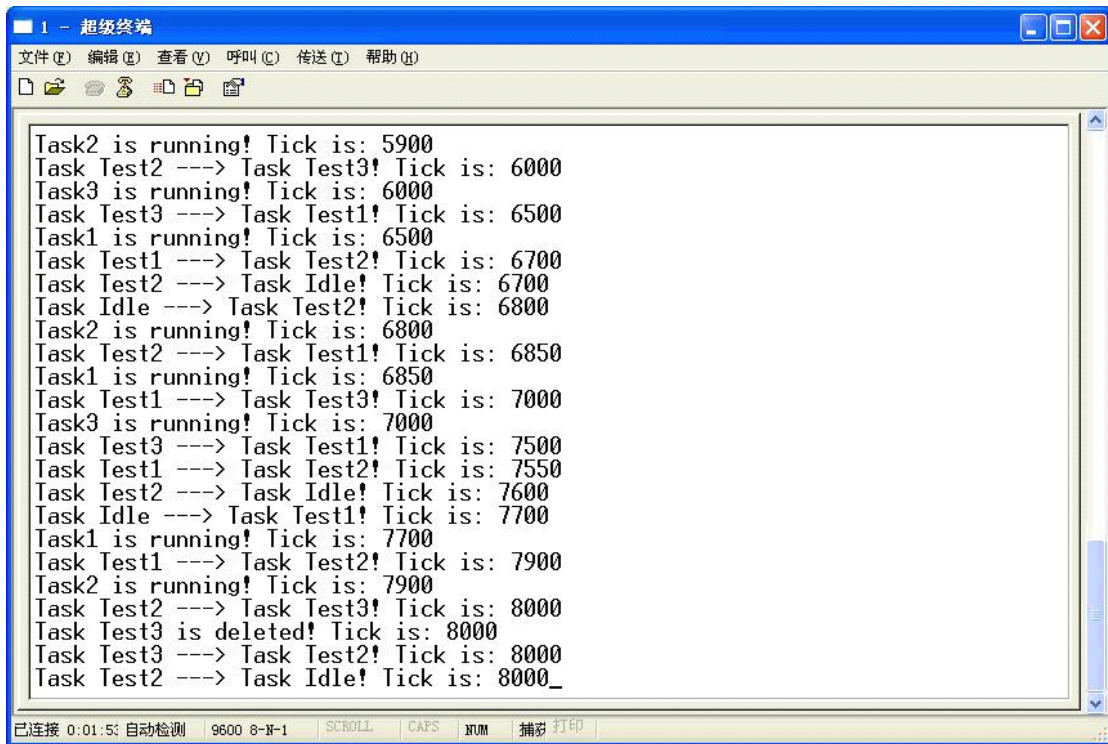 1 - 超级终端
文件(F) 编辑(E) 查看(V) 呼叫(C) 传送(T) 帮助(H)
Task2 is running! Tick is: 5900
Task Test2 ---> Task Test3! Tick is: 6000
Task3 is running! Tick is: 6000
Task Test3 ---> Task Test1! Tick is: 6500
Task1 is running! Tick is: 6500
Task Test1 ---> Task Test2! Tick is: 6700
Task Test2 ---> Task Idle! Tick is: 6700
Task Idle ---> Task Test2! Tick is: 6800
Task2 is running! Tick is: 6800
Task Test2 ---> Task Test1! Tick is: 6850
Task1 is running! Tick is: 6850
Task Test1 ---> Task Test3! Tick is: 7000
Task3 is running! Tick is: 7000
Task Test3 ---> Task Test1! Tick is: 7500
Task Test1 ---> Task Test2! Tick is: 7550
Task Test2 ---> Task Idle! Tick is: 7600
Task Idle ---> Task Test1! Tick is: 7700
Task1 is running! Tick is: 7700
Task Test1 ---> Task Test2! Tick is: 7900
Task2 is running! Tick is: 7900
Task Test2 ---> Task Test3! Tick is: 8000
Task Test3 is deleted! Tick is: 8000
Task Test3 ---> Task Test2! Tick is: 8000
Task Test2 ---> Task Idle! Tick is: 8000_
已连接 0:01:53 自动检测 9600 8-N-1 SCROLL CAPS NUM 捕 打印